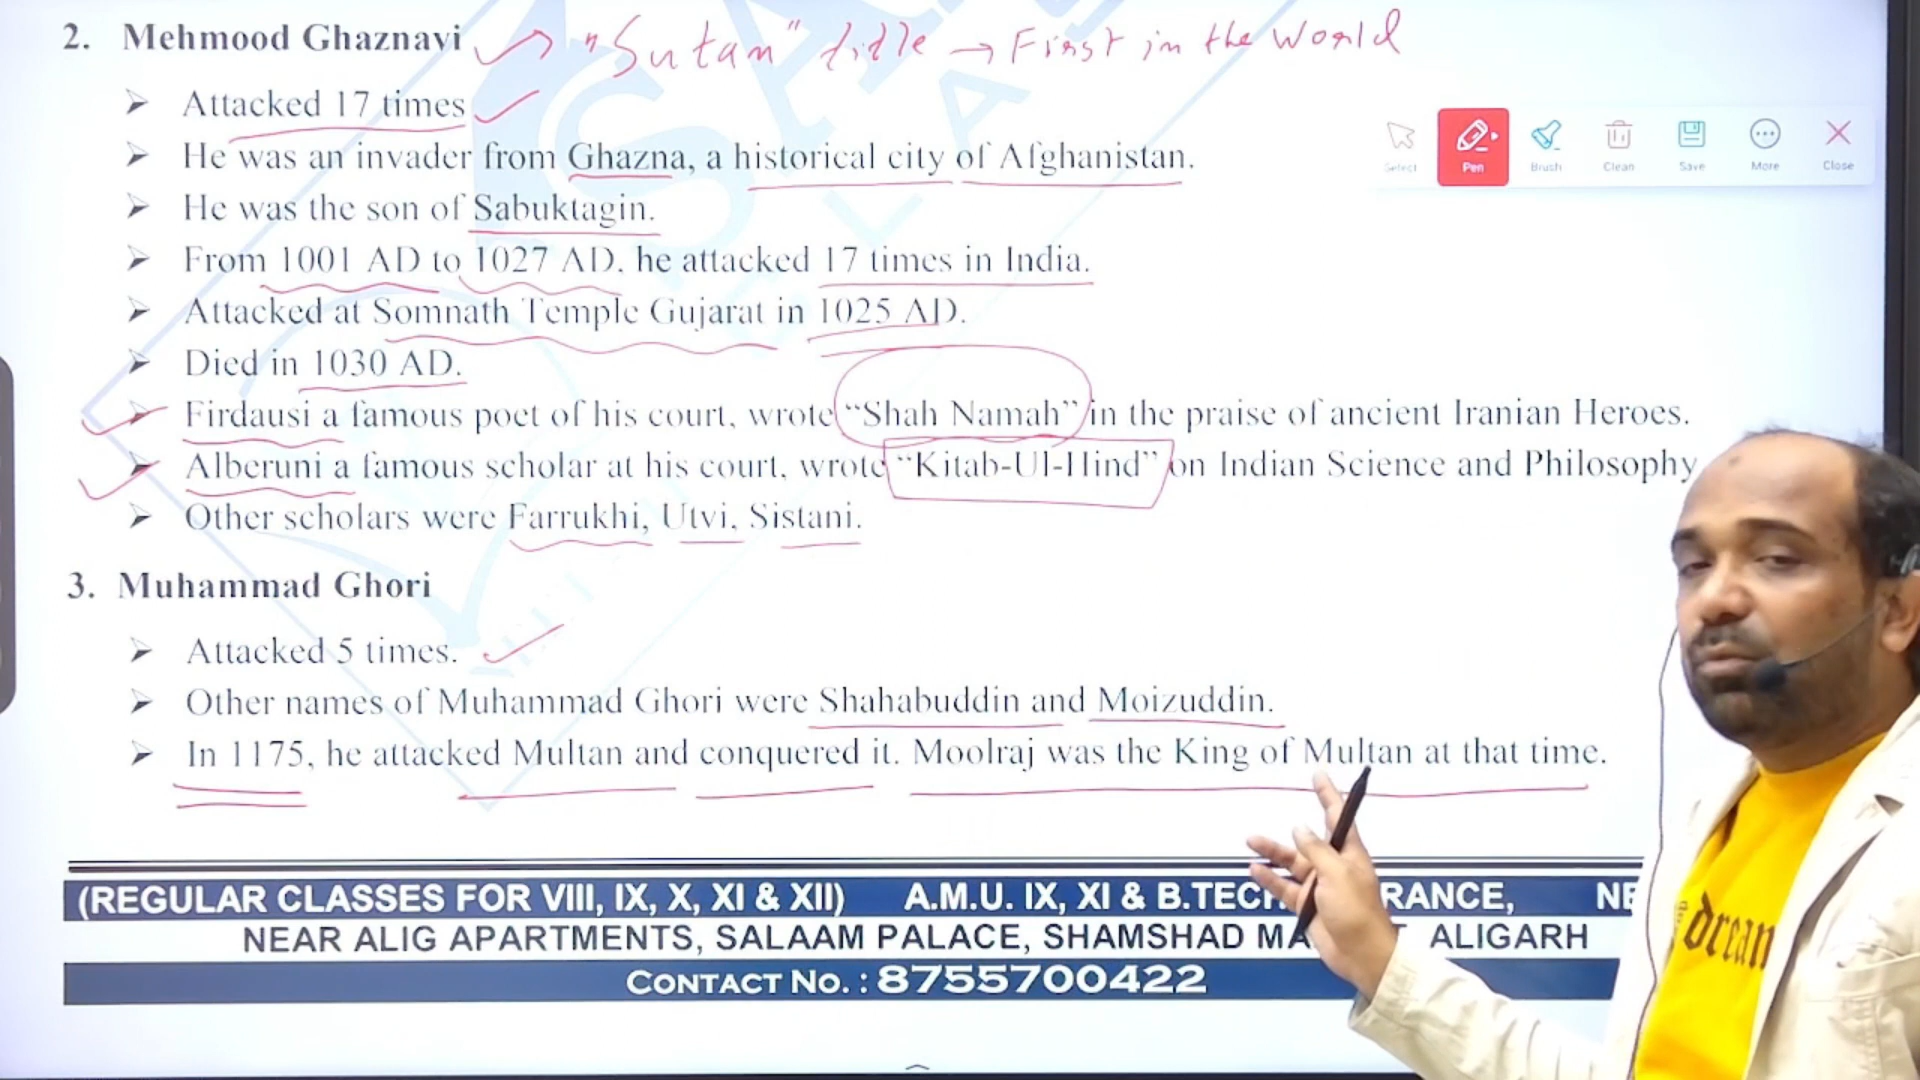 2. Mehmood Ghaznavi "Sutan" title → First in the World
➤ Attacked 17 times
➤ He was an invader from Ghazna, a historical city of Afghanistan.
➤ He was the son of Sabuktagin.
➤ From 1001 AD to 1027 AD, he attacked 17 times in India.
➤ Attacked at Somnath Temple Gujarat in 1025 AD.
➤ Died in 1030 AD.
➤ Firdausi a famous poet of his court, wrote "Shah Namah" in the praise of ancient Iranian Heroes.
➤ Alberuni a famous scholar at his court, wrote "Kitab-Ul-Hind" on Indian Science and Philosophy
➤ Other scholars were Farrukhi, Utvi, Sistani.
3. Muhammad Ghori
➤ Attacked 5 times.
➤ Other names of Muhammad Ghori were Shahabuddin and Moizuddin.
➤ In 1175, he attacked Multan and conquered it. Moolraj was the King of Multan at that time.
Select Pen Brush Clean Save More Close
(REGULAR CLASSES FOR VIII, IX, X, XI & XII) A.M.U. IX, XI & B.TECH. RANCE, NE
NEAR ALIG APARTMENTS, SALAAM PALACE, SHAMSHAD MA T ALIGARH
CONTACT NO. : 8755700422
drean